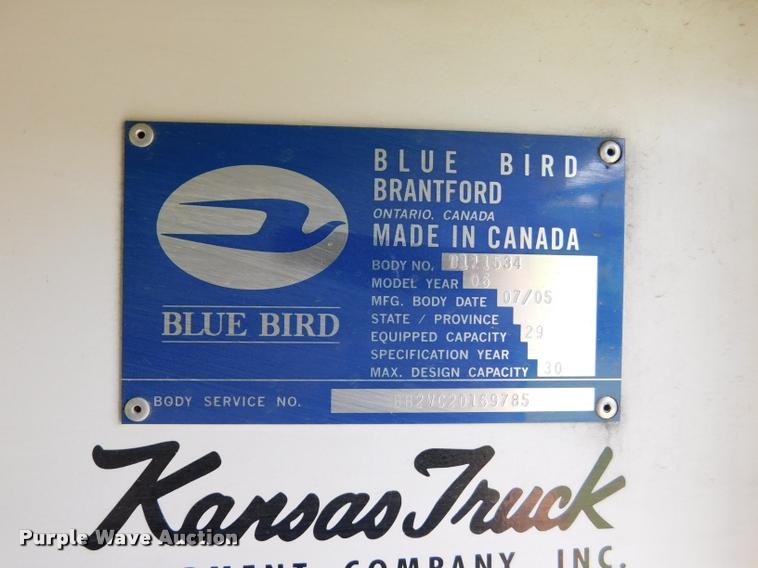 BLUE BIRD
BRANTFORD
ONTARIO. CANADA
MADE IN CANADA
BODY NO.
MODEL YEAR 06
MFG. BODY DATE 07/05
STATE / PROVINCE
EQUIPPED CAPACITY 29
SPECIFICATION YEAR
MAX. DESIGN CAPACITY 30
BLUE BIRD
BODY SERVICE NO.
Kansas Truck
COMPANY INC.
Purple Wave Auction